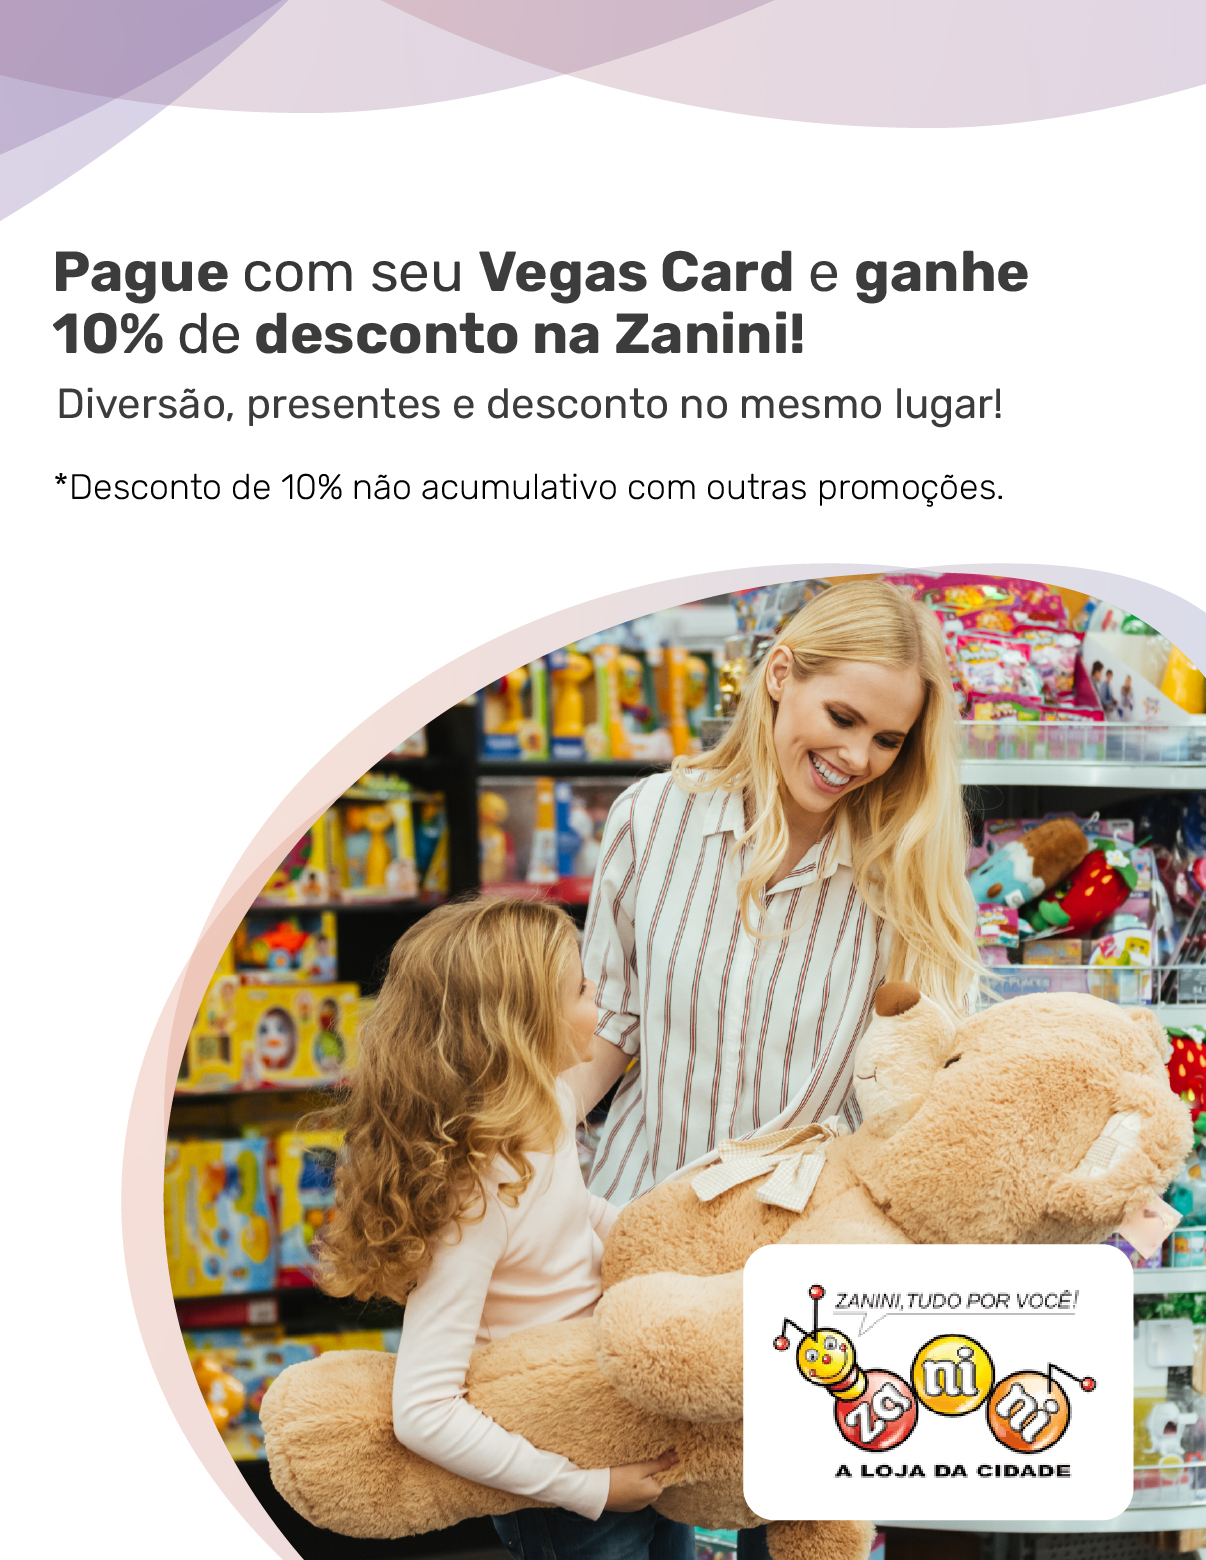 Pague com seu Vegas Card e ganhe
10% de desconto na Zanini!
Diversão, presentes e desconto no mesmo lugar!
*Desconto de 10% não acumulativo com outras promoções.
ZANINI,TUDO POR VOCÊ!
za ni ni
A LOJA DA CIDADE